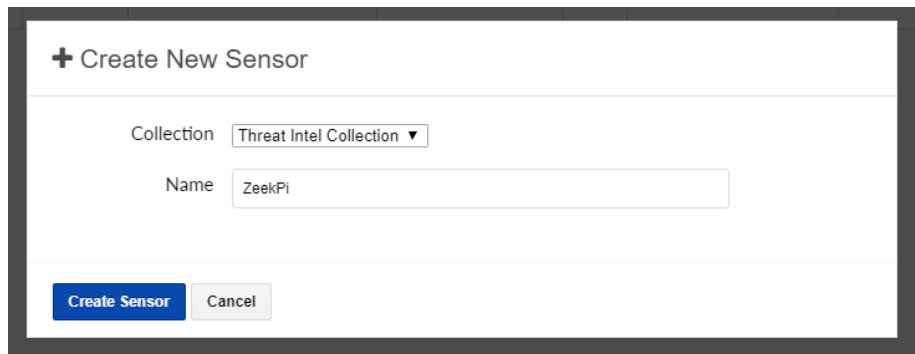 Create New Sensor
Collection Threat Intel Collection
Name ZeekPi
Create Sensor Cancel